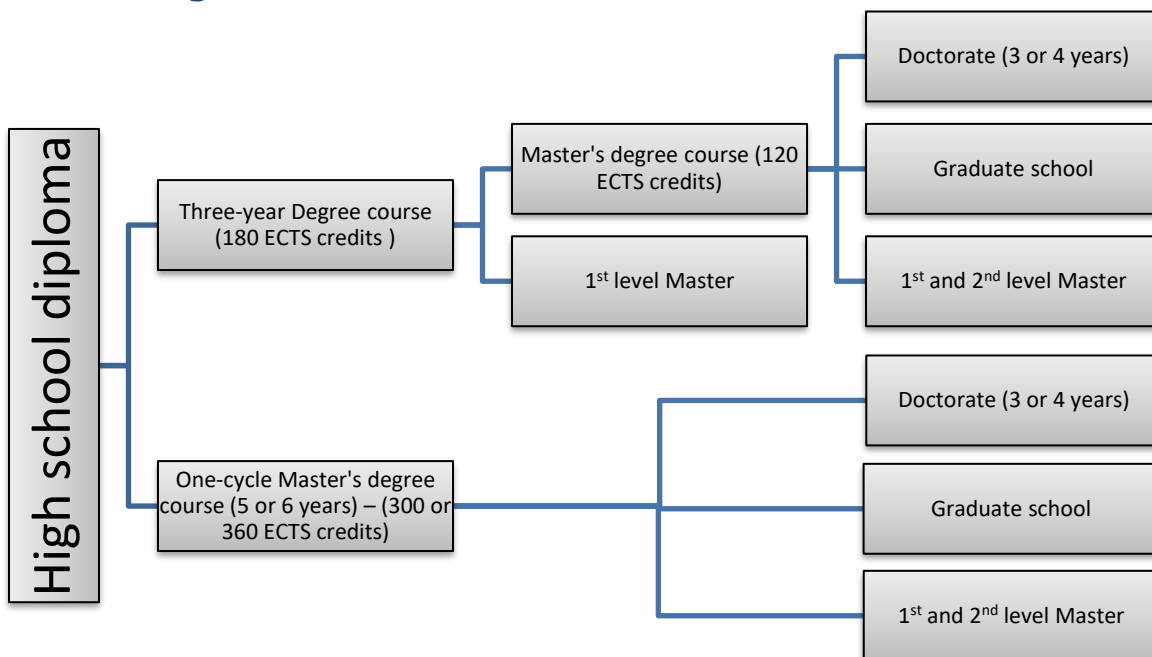 High school diploma
Three-year Degree course
(180 ECTS credits )
Master's degree course (120
ECTS credits)
1st level Master
Doctorate (3 or 4 years)
Graduate school
1st and 2nd level Master
One-cycle Master's degree
course (5 or 6 years) – (300 or
360 ECTS credits)
Doctorate (3 or 4 years)
Graduate school
1st and 2nd level Master